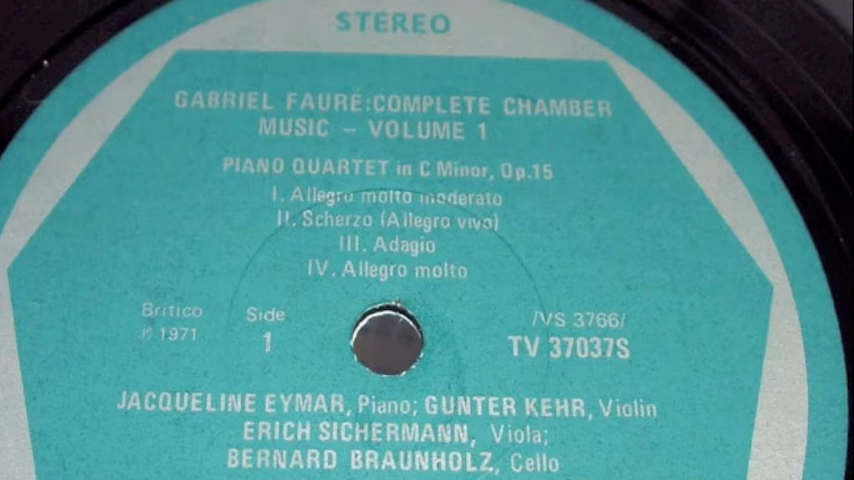 STEREO
GABRIEL FAURÉ:COMPLETE CHAMBER
MUSIC – VOLUME 1
PIANO QUARTET in C Minor, Op.15
I. Allegro molto moderato
II. Scherzo (Allegro vivo)
III. Adagio
IV. Allegro molto
Britico
℗ 1971
Side
1
/VS 3766/
TV 37037S
JACQUELINE EYMAR, Piano; GUNTER KEHR, Violin
ERICH SICHERMANN, Viola;
BERNARD BRAUNHOLZ, Cello